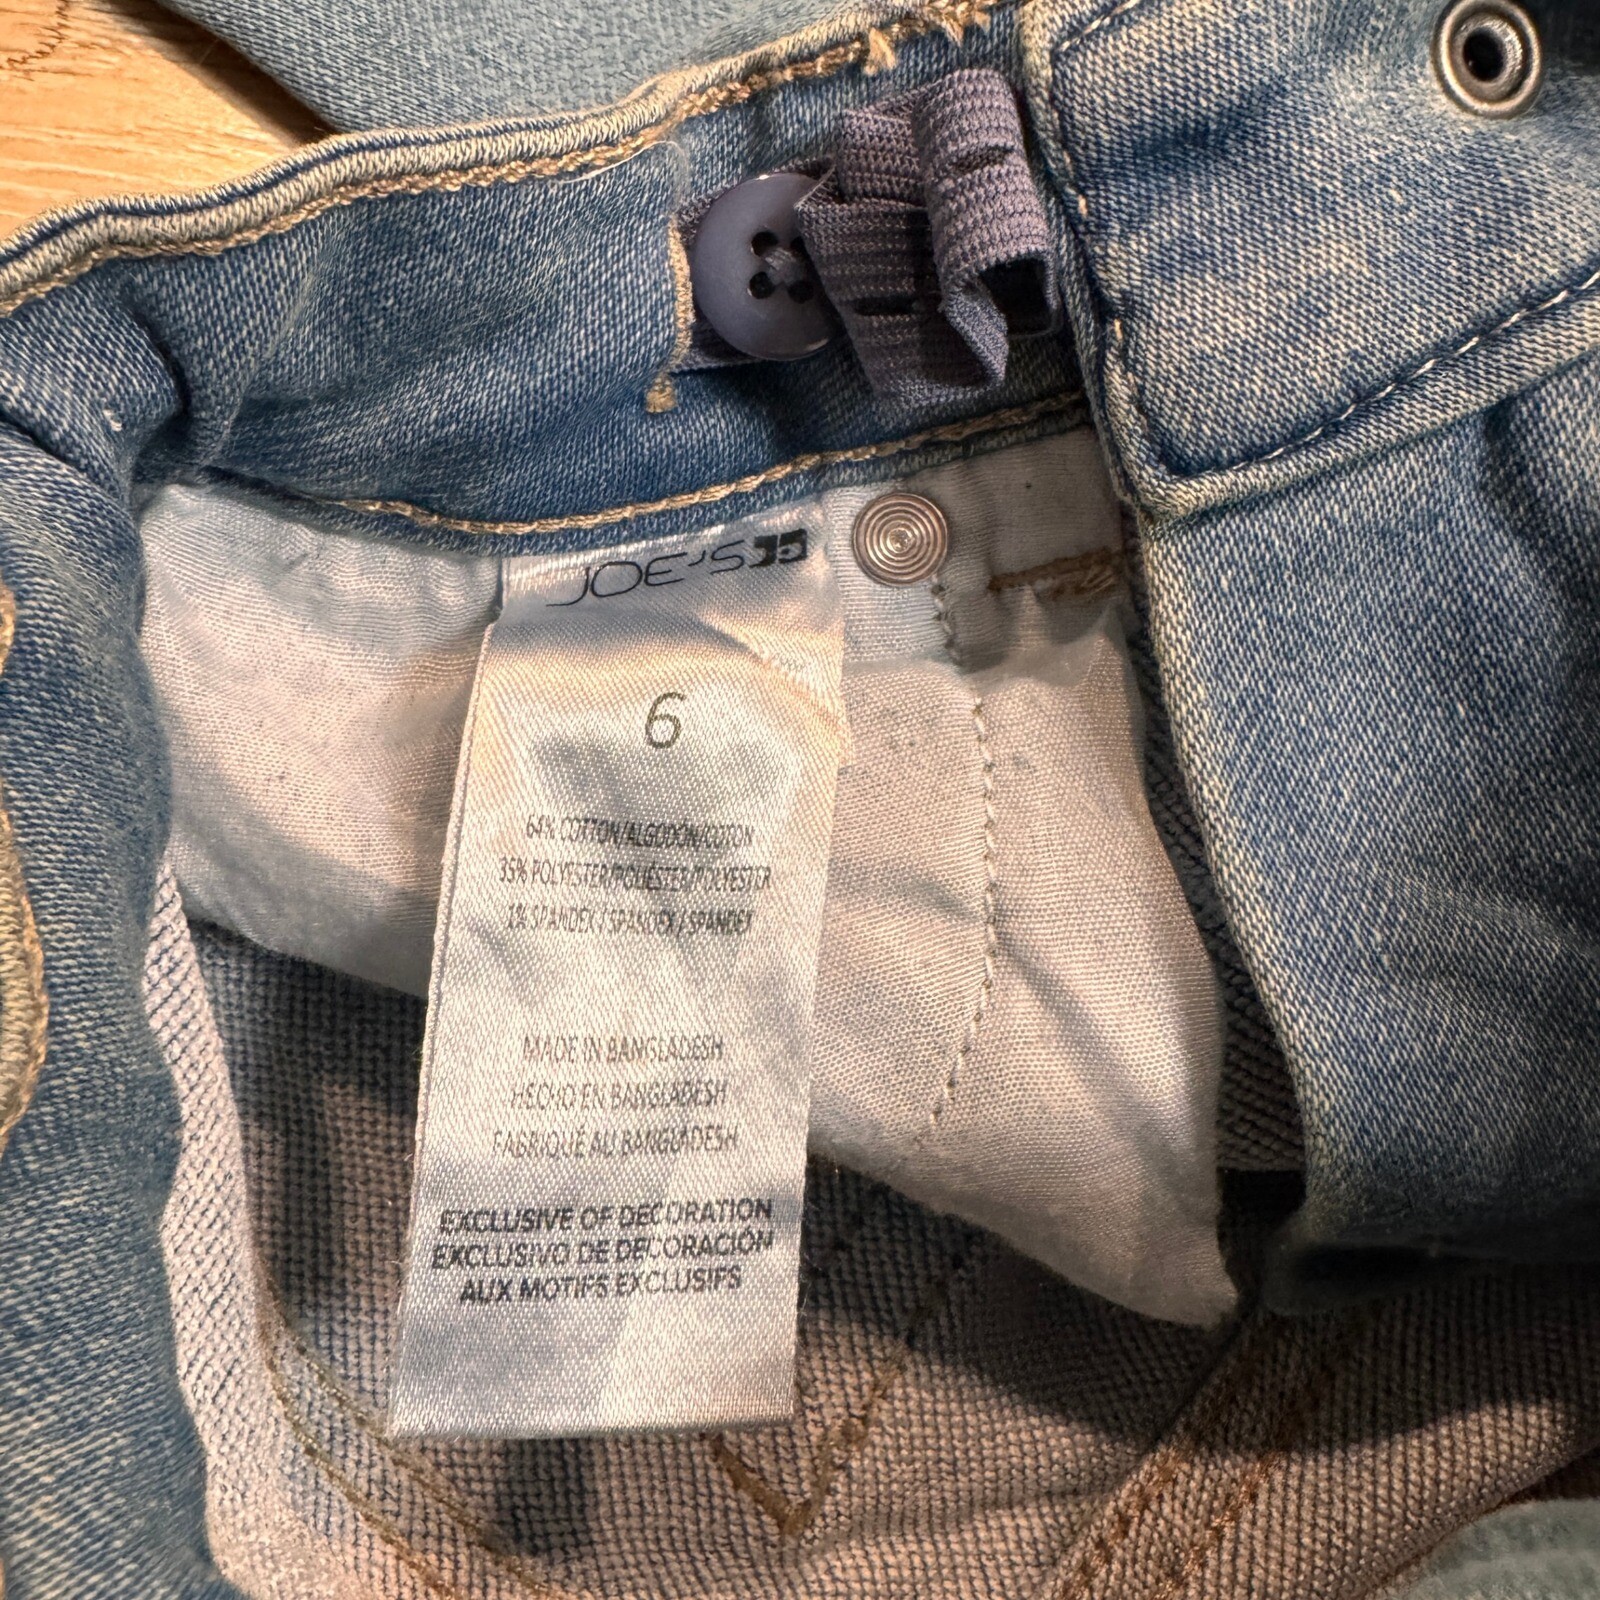 JOE'S
6
64% COTTON/ALGODÓN/COTON
35% POLYESTER/POLIÉSTER/POLYESTER
1% SPANDEX / SPANDEX / SPANDEX
MADE IN BANGLADESH
HECHO EN BANGLADESH
FABRIQUÉ AU BANGLADESH
EXCLUSIVE OF DECORATION
EXCLUSIVO DE DECORACIÓN
AUX MOTIFS EXCLUSIFS